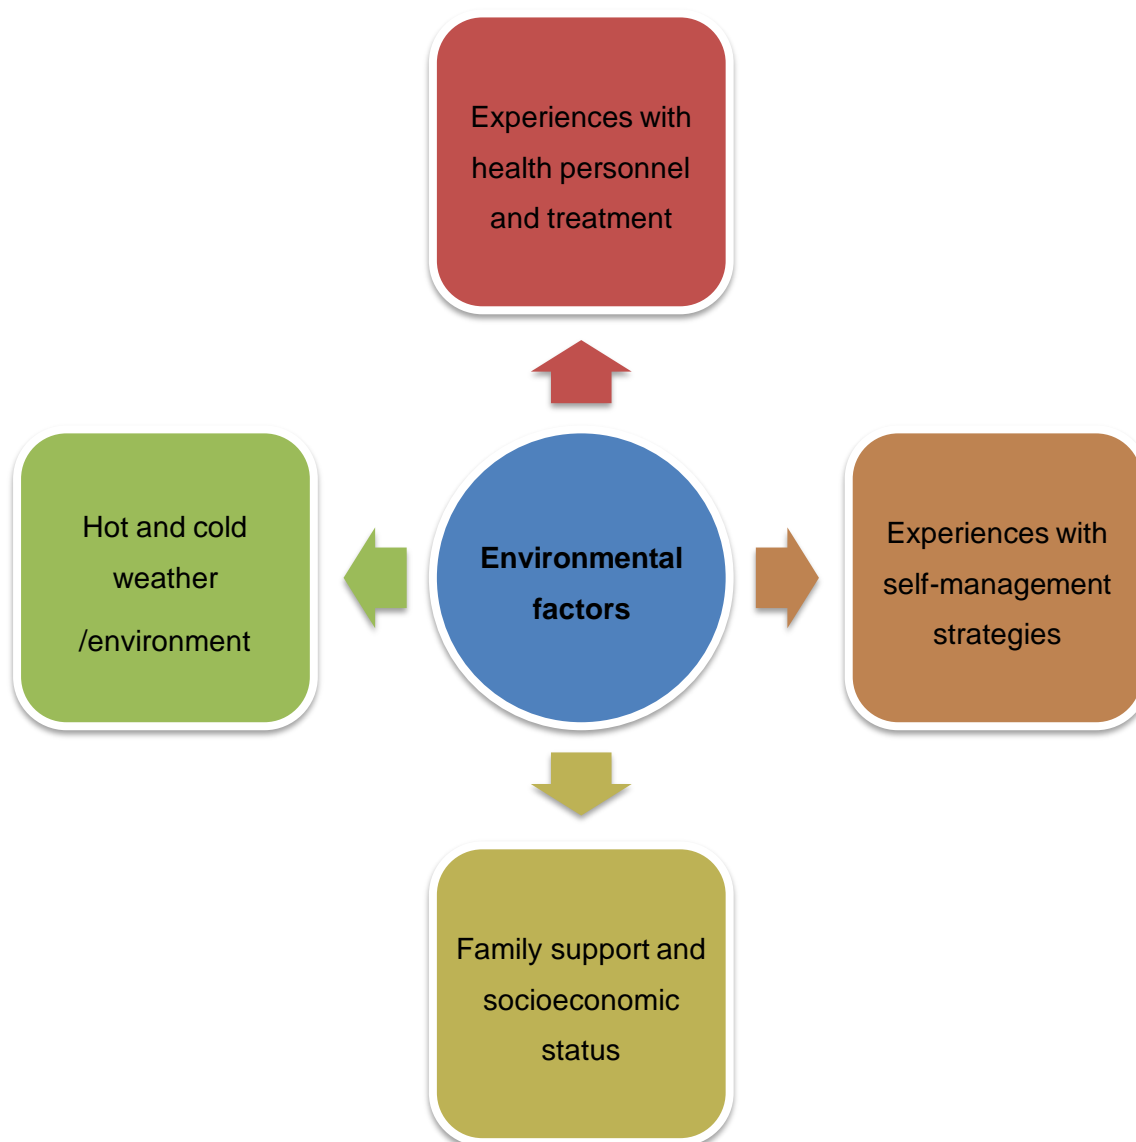 Experiences with
health personnel
and treatment
Hot and cold
weather
/environment
Environmental
factors
Experiences with
self-management
strategies
Family support and
socioeconomic
status